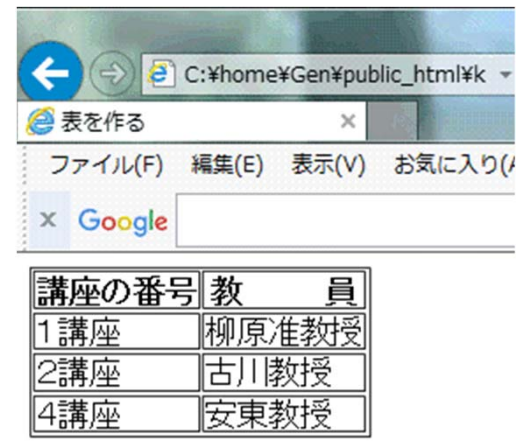 C:¥home¥Gen¥public_html¥k
表を作る
ファイル(F) 編集(E) 表示(V) お気に入り(A
× Google
講座の番号 教　　員
1講座 柳原准教授
2講座 古川教授
4講座 安東教授